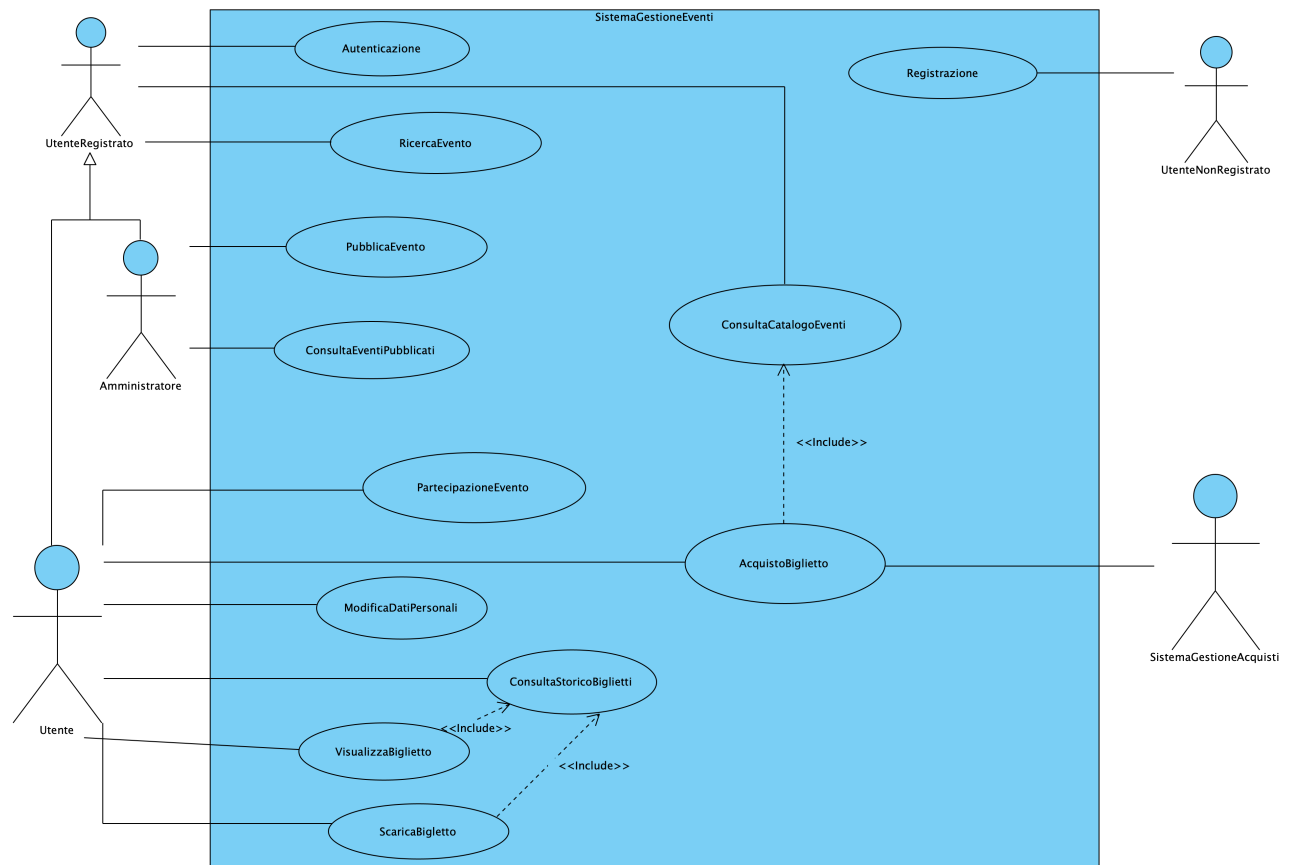 SistemaGestioneEventi
Autenticazione
Registrazione
UtenteRegistrato
RicercaEvento
UtenteNonRegistrato
PubblicaEvento
ConsultaCatalogoEventi
ConsultaEventiPubblicati
Amministratore
<<Include>>
PartecipazioneEvento
AcquistoBiglietto
ModificaDatiPersonali
SistemaGestioneAcquisti
ConsultaStoricoBiglietti
Utente
<<Include>>
VisualizzaBiglietto
<<Include>>
ScaricaBigletto